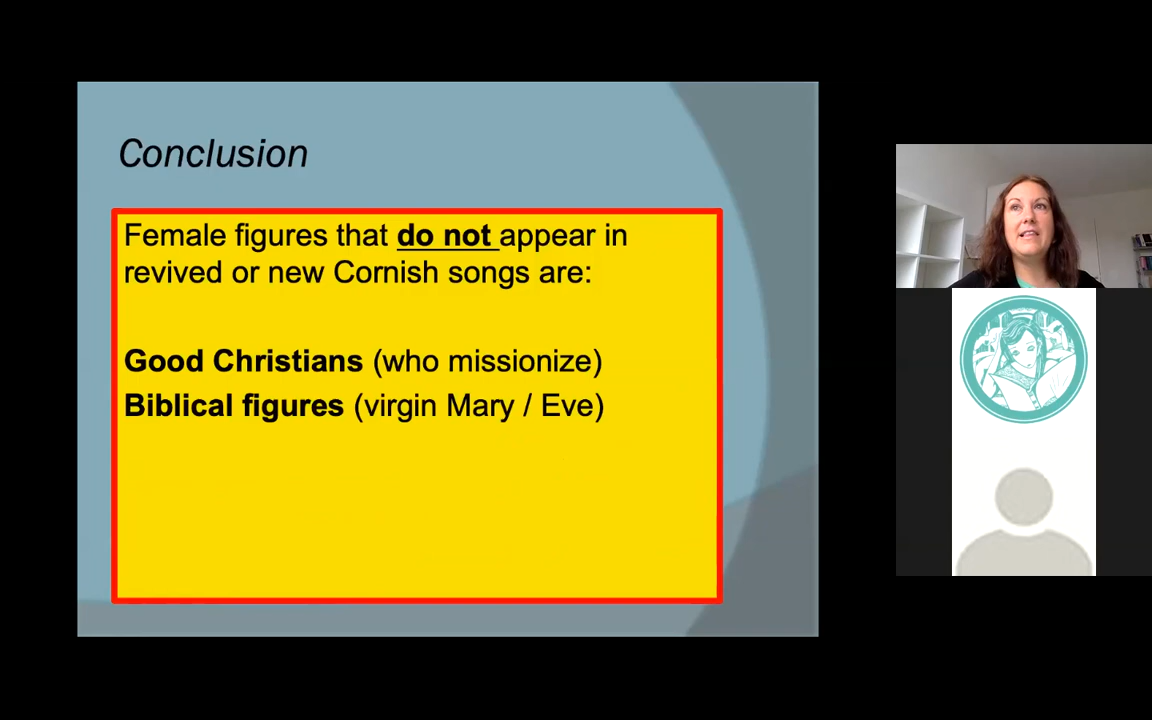 Conclusion
Female figures that do not appear in
revived or new Cornish songs are:
Good Christians (who missionize)
Biblical figures (virgin Mary / Eve)